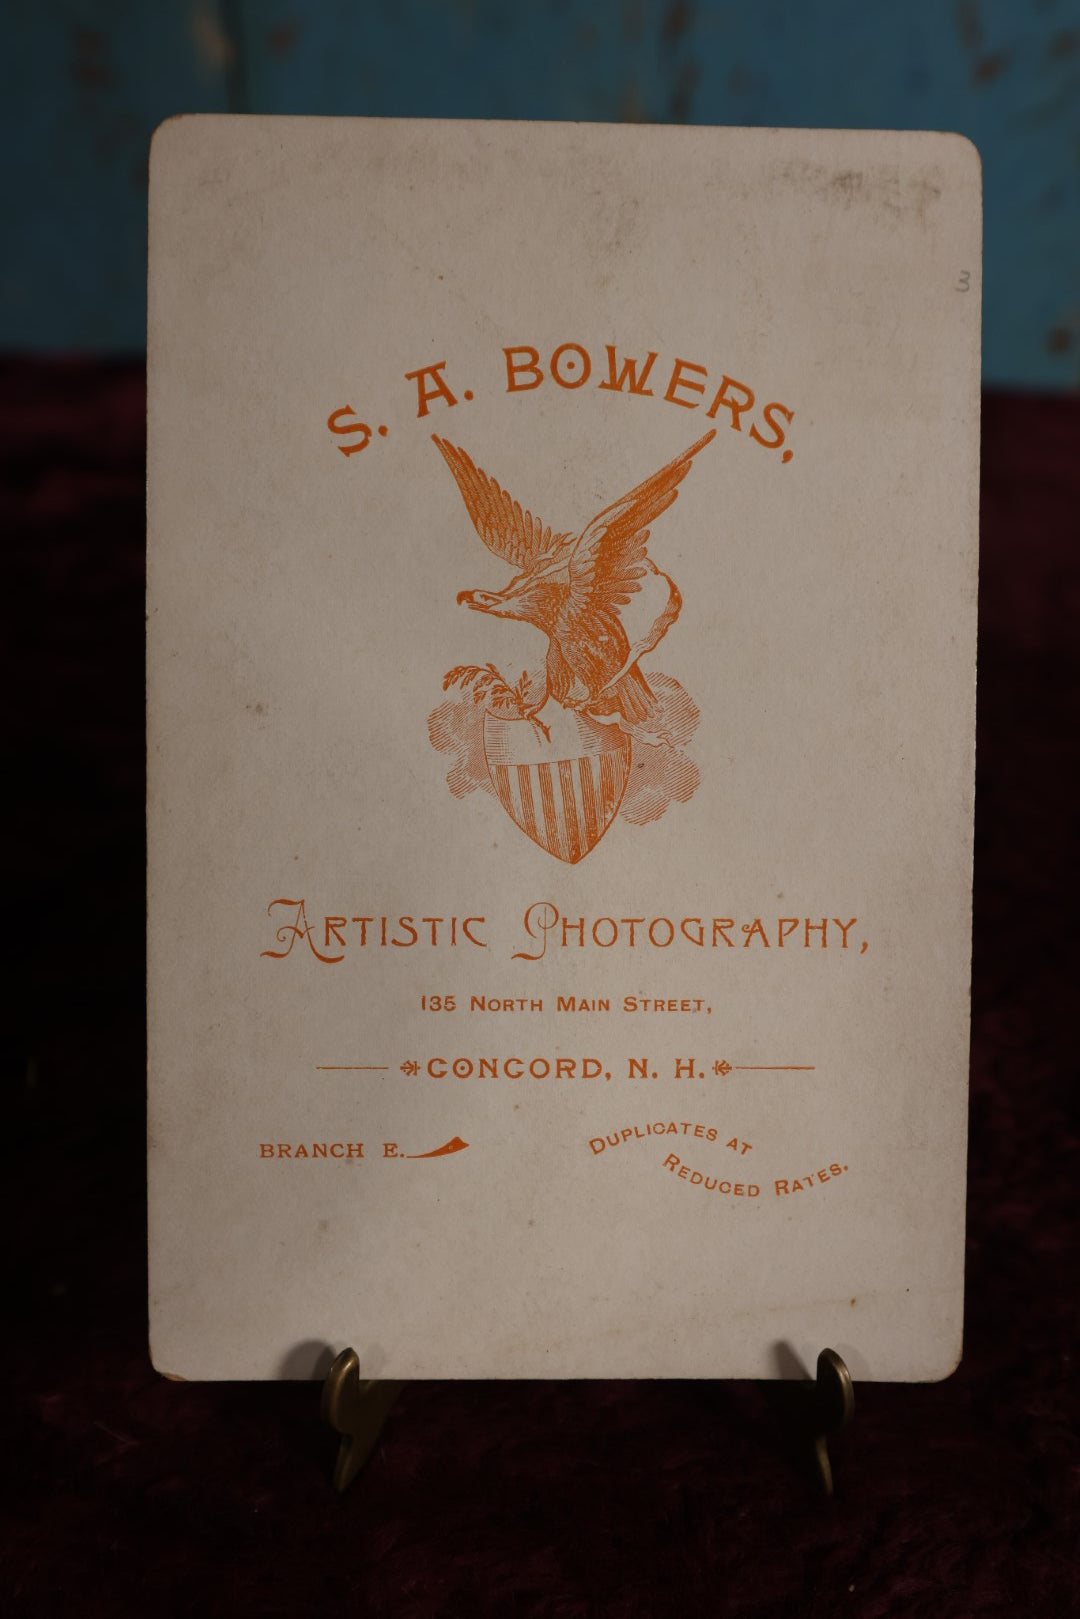 3
S. A. BOWERS,
ARTISTIC PHOTOGRAPHY,
135 NORTH MAIN STREET,
CONCORD, N. H.
BRANCH E.
DUPLICATES AT
REDUCED RATES.